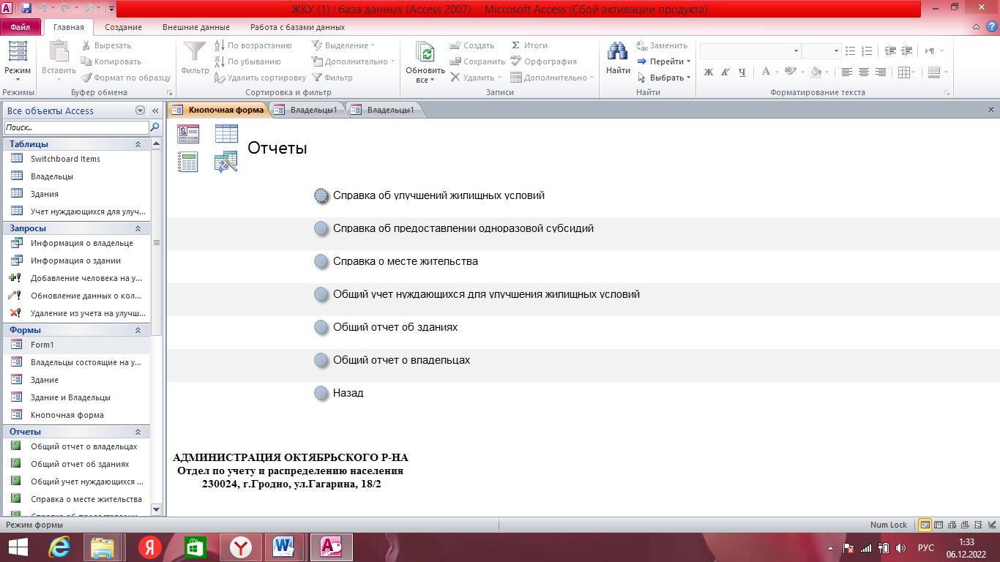 ЖКУ (1) : база данных (Access 2007) - Microsoft Access (Сбой активации продукта)
Файл
Главная
Создание
Внешние данные
Работа с базами данных
Режим
Режимы
Вставить
Вырезать
Копировать
Формат по образцу
Буфер обмена
Фильтр
По возрастанию
По убыванию
Удалить сортировку
Выделение
Дополнительно
Фильтр
Сортировка и фильтр
Обновить
все
Создать
Сохранить
Удалить
Итоги
Орфография
Дополнительно
Записи
Найти
Заменить
Перейти
Выбрать
Найти
Ж К Ч
А
Форматирование текста
Все объекты Access
Поиск...
Таблицы
Switchboard Items
Владельцы
Здания
Учет нуждающихся для улуч...
Запросы
Информация о владельце
Информация о здании
Добавление человека на у...
Обновление данных о кол...
Удаление из учета на улучш...
Формы
Form1
Владельцы состоящие на у...
Здание
Здание и Владельцы
Кнопочная форма
Отчеты
Общий отчет о владельцах
Общий отчет об зданиях
Общий учет нуждающихся ...
Справка о месте жительства
Кнопочная форма
Владельцы1
Владельцы1
Отчеты
Справка об улучшений жилищных условий
Справка об предоставлении одноразовой субсидий
Справка о месте жительства
Общий учет нуждающихся для улучшения жилищных условий
Общий отчет об зданиях
Общий отчет о владельцах
Назад
АДМИНИСТРАЦИЯ ОКТЯБРЬСКОГО Р-НА
Отдел по учету и распределению населения
230024, г.Гродно, ул.Гагарина, 18/2
Режим формы
Num Lock
РУС
1:33
06.12.2022